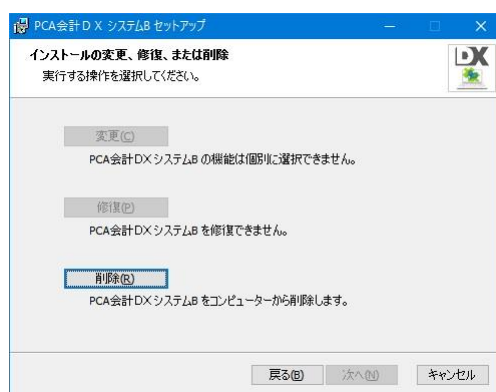 PCA会計ＤＸ システムB セットアップ
インストールの変更、修復、または削除
実行する操作を選択してください。
DX
変更(C)
PCA会計ＤＸ システムB の機能は個別に選択できません。
修復(P)
PCA会計ＤＸ システムB を修復できません。
削除(R)
PCA会計ＤＸ システムB をコンピューターから削除します。
戻る(B) 次へ(N) キャンセル